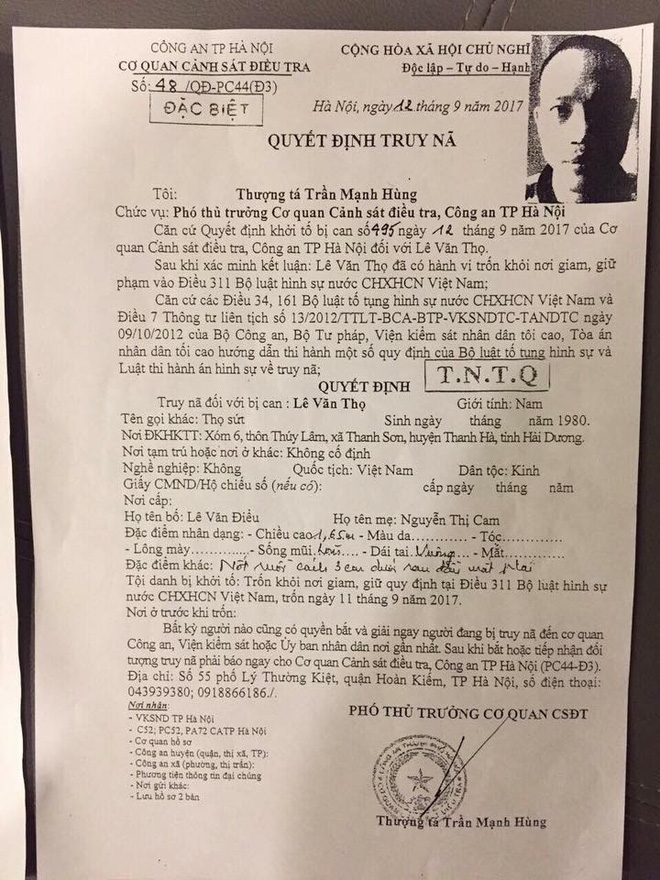 CÔNG AN TP HÀ NỘI
CƠ QUAN CẢNH SÁT ĐIỀU TRA
Số: 48 /QĐ-PC44(Đ3)
ĐẶC BIỆT
CỘNG HÒA XÃ HỘI CHỦ NGHĨ
Độc lập – Tự do – Hạnh
Hà Nội, ngày 12 tháng 9 năm 2017
QUYẾT ĐỊNH TRUY NÃ
Tôi: Thượng tá Trần Mạnh Hùng
Chức vụ: Phó thủ trưởng Cơ quan Cảnh sát điều tra, Công an TP Hà Nội
Căn cứ Quyết định khởi tố bị can số 495 ngày 12 tháng 9 năm 2017 của Cơ
quan Cảnh sát điều tra, Công an TP Hà Nội đối với Lê Văn Thọ.
Sau khi xác minh kết luận: Lê Văn Thọ đã có hành vi trốn khỏi nơi giam, giữ
phạm vào Điều 311 Bộ luật hình sự nước CHXHCN Việt Nam;
Căn cứ các Điều 34, 161 Bộ luật tố tụng hình sự nước CHXHCN Việt Nam và
Điều 7 Thông tư liên tịch số 13/2012/TTLT-BCA-BTP-VKSNDTC-TANDTC ngày
09/10/2012 của Bộ Công an, Bộ Tư pháp, Viện kiểm sát nhân dân tối cao, Tòa án
nhân dân tối cao hướng dẫn thi hành một số quy định của Bộ luật tố tụng hình sự và
Luật thi hành án hình sự về truy nã;
QUYẾT ĐỊNH T.N.T.Q
Truy nã đối với bị can : Lê Văn Thọ Giới tính: Nam
Tên gọi khác: Thọ sứt Sinh ngày tháng năm 1980.
Nơi ĐKHKTT: Xóm 6, thôn Thúy Lâm, xã Thanh Sơn, huyện Thanh Hà, tỉnh Hải Dương.
Nơi tạm trú hoặc nơi ở khác: Không cố định
Nghề nghiệp: Không Quốc tịch: Việt Nam Dân tộc: Kinh
Giấy CMND/Hộ chiếu số (nếu có): cấp ngày tháng năm
Nơi cấp:
Họ tên bố: Lê Văn Điều Họ tên mẹ: Nguyễn Thị Cam
Đặc điểm nhân dạng: - Chiều cao 1,65m - Màu da............ - Tóc............
- Lông mày............- Sống mũi.... - Dái tai.... - Mắt............
Đặc điểm khác: Nốt ruồi cách 3cm dưới sau
Tội danh bị khởi tố: Trốn khỏi nơi giam, giữ quy định tại Điều 311 Bộ luật hình sự
nước CHXHCN Việt Nam, trốn ngày 11 tháng 9 năm 2017.
Nơi ở trước khi trốn:
Bất kỳ người nào cũng có quyền bắt và giải ngay người đang bị truy nã đến cơ quan
Công an, Viện kiểm sát hoặc Ủy ban nhân dân nơi gần nhất. Sau khi bắt hoặc tiếp nhận đối
tượng truy nã phải báo ngay cho Cơ quan Cảnh sát điều tra, Công an TP Hà Nội (PC44-Đ3).
Địa chỉ: Số 55 phố Lý Thường Kiệt, quận Hoàn Kiếm, TP Hà Nội, số điện thoại:
043939380; 0918866186./.
Nơi nhận:
- VKSND TP Hà Nội
- C52; PC52, PA72 CATP Hà Nội
- Cơ quan hồ sơ
- Công an huyện (quận, thị xã, TP):
- Công an xã (phường, thị trấn):
- Phương tiện thông tin đại chúng
- Nơi gửi khác:
- Lưu hồ sơ 2 bản
PHÓ THỦ TRƯỞNG CƠ QUAN CSĐT
Thượng tá Trần Mạnh Hùng